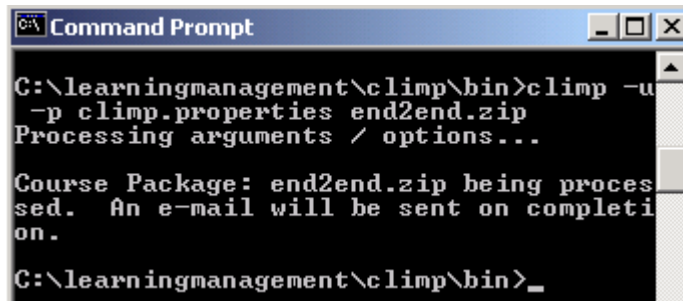 Command Prompt
C:\learningmanagement\climp\bin>climp -u
 -p climp.properties end2end.zip
Processing arguments / options...
Course Package: end2end.zip being proces
sed.  An e-mail will be sent on completi
on.
C:\learningmanagement\climp\bin>_